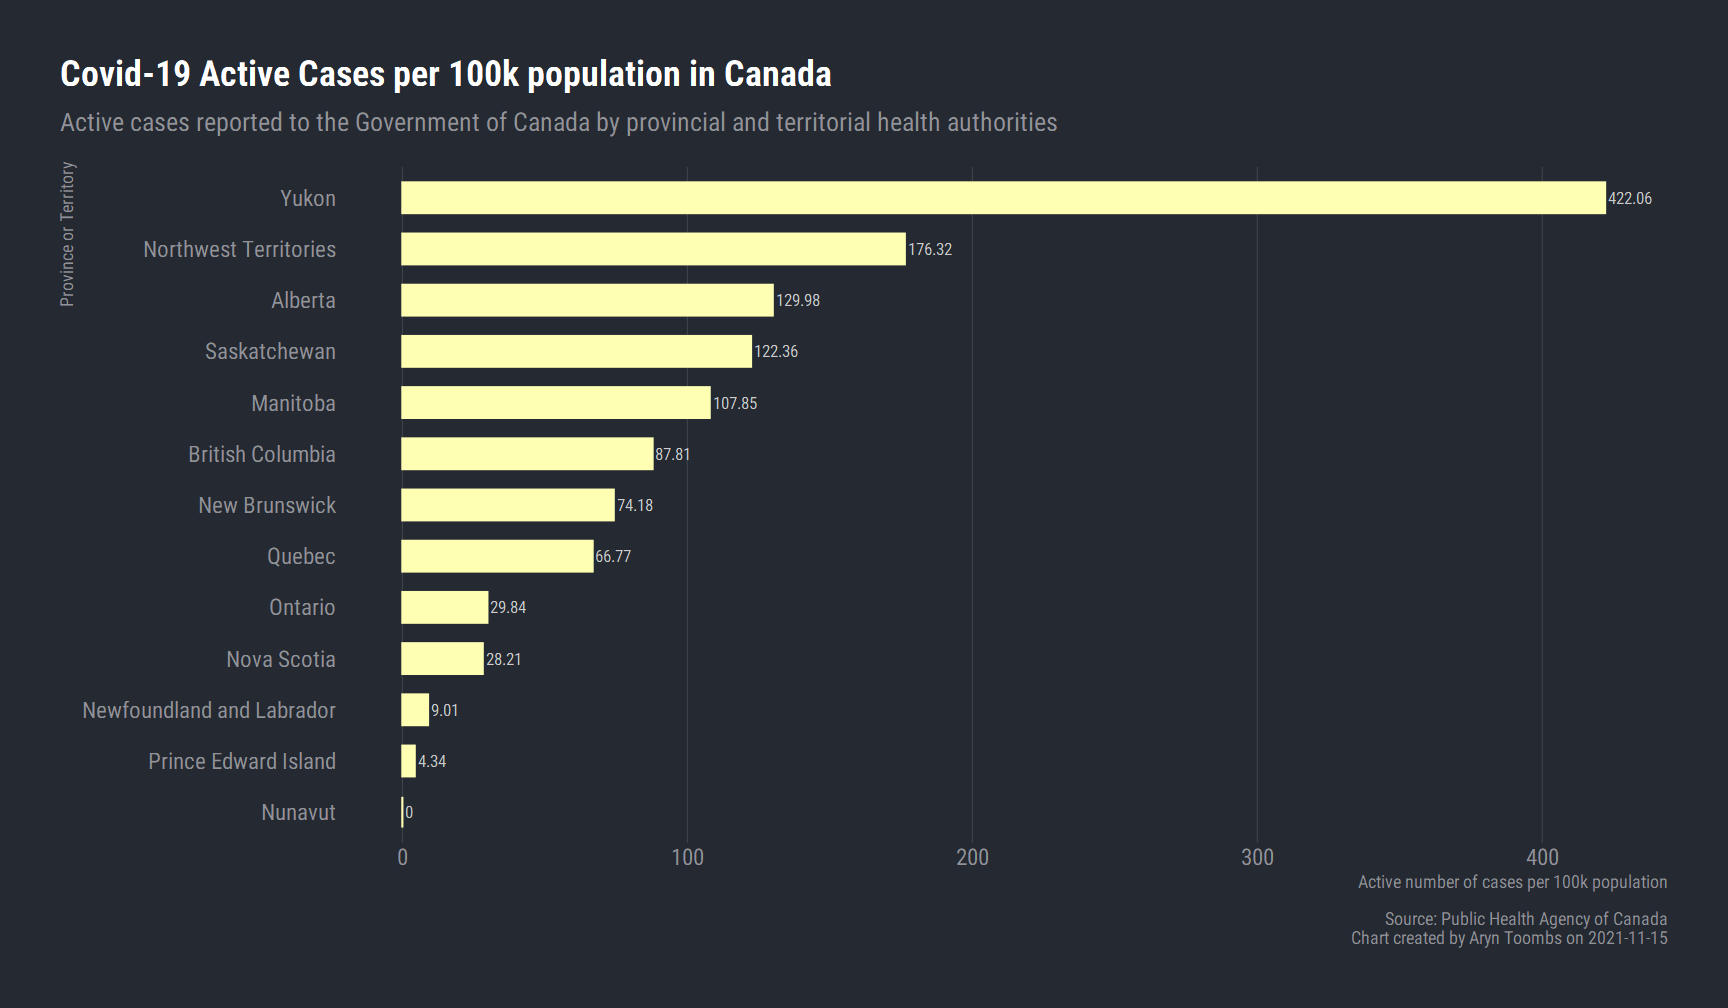 Covid-19 Active Cases per 100k population in Canada
Active cases reported to the Government of Canada by provincial and territorial health authorities
Province or Territory
Yukon 422.06
Northwest Territories 176.32
Alberta 129.98
Saskatchewan 122.36
Manitoba 107.85
British Columbia 87.81
New Brunswick 74.18
Quebec 66.77
Ontario 29.84
Nova Scotia 28.21
Newfoundland and Labrador 9.01
Prince Edward Island 4.34
Nunavut 0
0 100 200 300 400
Active number of cases per 100k population
Source: Public Health Agency of Canada
Chart created by Aryn Toombs on 2021-11-15